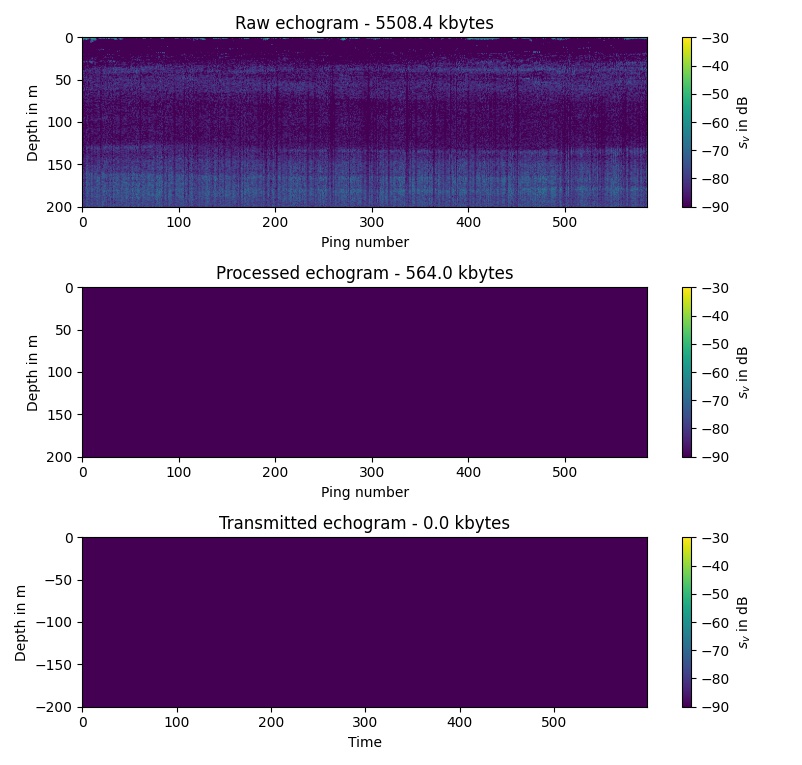 Raw echogram - 5508.4 kbytes
0
50
100
150
200
Depth in m
0 100 200 300 400 500
Ping number
−30
−40
−50
−60
−70
−80
−90
sᵥ in dB
Processed echogram - 564.0 kbytes
0
50
100
150
200
Depth in m
0 100 200 300 400 500
Ping number
−30
−40
−50
−60
−70
−80
−90
sᵥ in dB
Transmitted echogram - 0.0 kbytes
0
−50
−100
−150
−200
Depth in m
0 100 200 300 400 500
Time
−30
−40
−50
−60
−70
−80
−90
sᵥ in dB